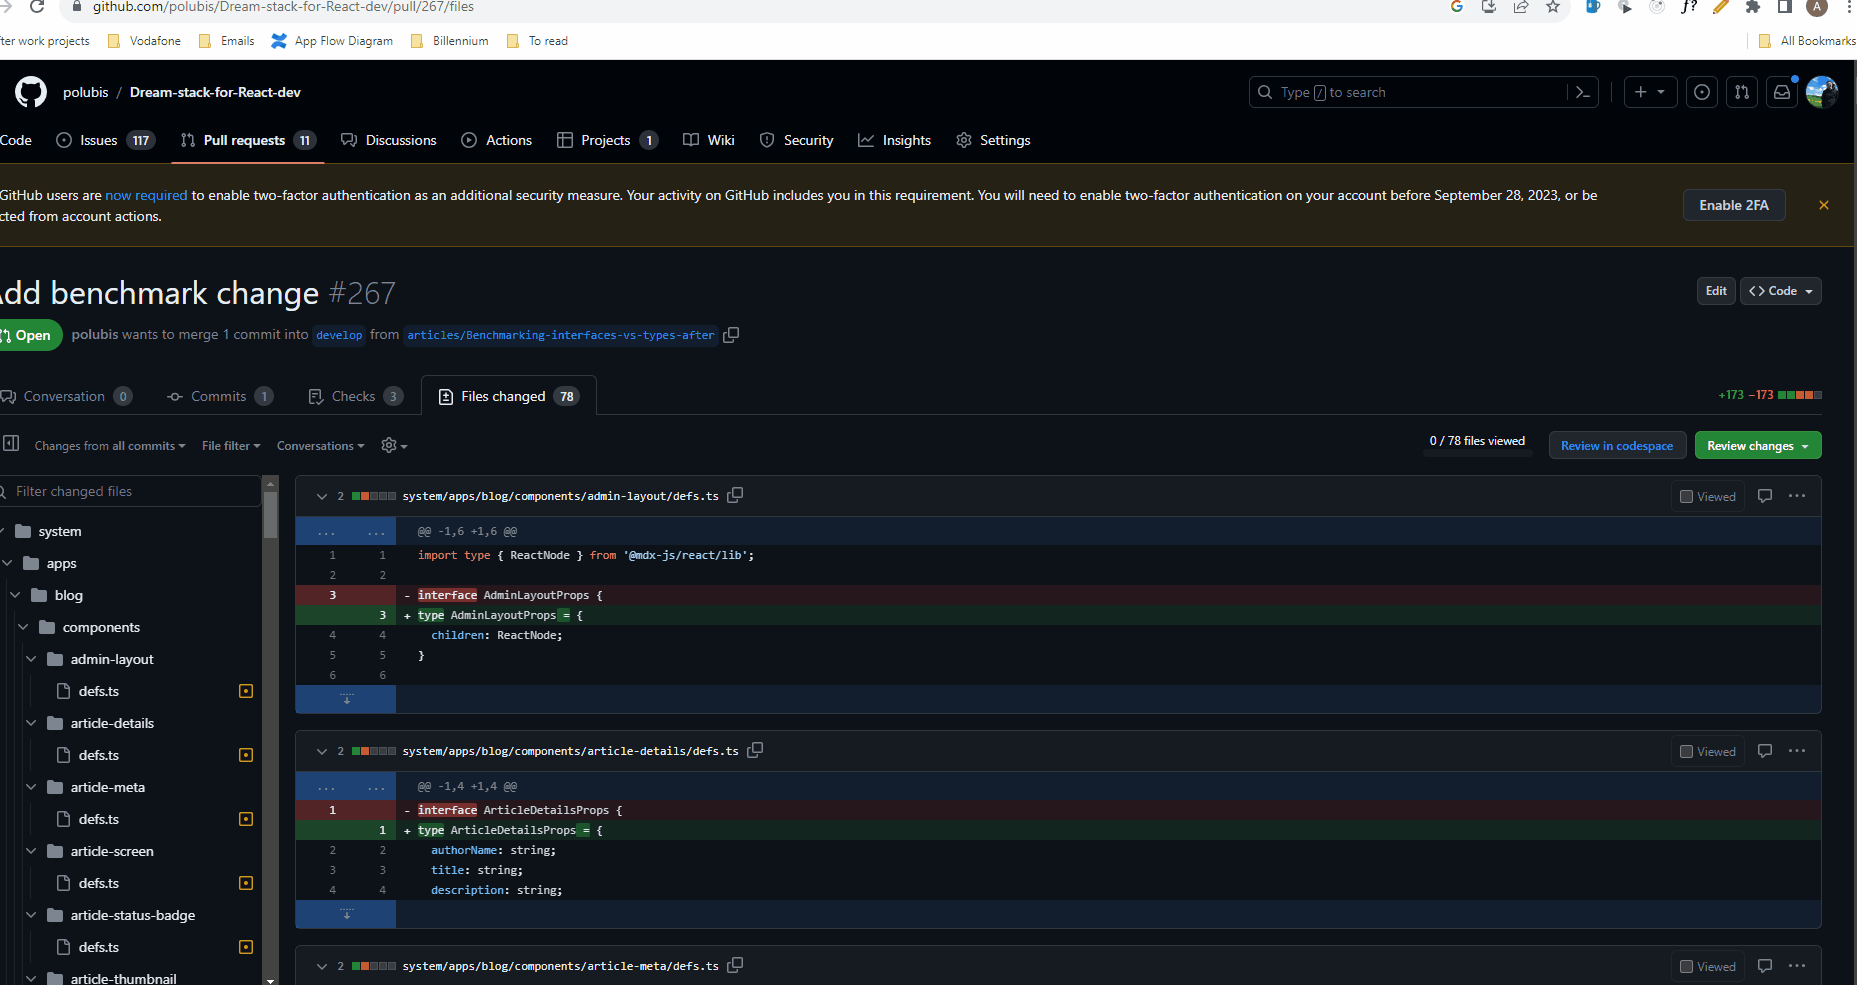 github.com/polubis/Dream-stack-for-React-dev/pull/267/files
ter work projects Vodafone Emails App Flow Diagram Billennium To read All Bookmarks
polubis / Dream-stack-for-React-dev Type / to search
Code Issues 117 Pull requests 11 Discussions Actions Projects 1 Wiki Security Insights Settings
GitHub users are now required to enable two-factor authentication as an additional security measure. Your activity on GitHub includes you in this requirement. You will need to enable two-factor authentication on your account before September 28, 2023, or be
cted from account actions.
Enable 2FA
dd benchmark change #267
Edit <> Code
Open polubis wants to merge 1 commit into develop from articles/Benchmarking-interfaces-vs-types-after
Conversation 0 Commits 1 Checks 3 Files changed 78 +173 −173
Changes from all commits File filter Conversations 0 / 78 files viewed Review in codespace Review changes
Filter changed files
system
apps
blog
components
admin-layout
defs.ts
article-details
defs.ts
article-meta
defs.ts
article-screen
defs.ts
article-status-badge
defs.ts
article-thumbnail
2 system/apps/blog/components/admin-layout/defs.ts Viewed
... ... @@ -1,6 +1,6 @@
1 1 import type { ReactNode } from '@mdx-js/react/lib';
2 2
3 - interface AdminLayoutProps {
3 + type AdminLayoutProps = {
4 4 children: ReactNode;
5 5 }
6 6
2 system/apps/blog/components/article-details/defs.ts Viewed
... ... @@ -1,4 +1,4 @@
1 - interface ArticleDetailsProps {
1 + type ArticleDetailsProps = {
2 2 authorName: string;
3 3 title: string;
4 4 description: string;
2 system/apps/blog/components/article-meta/defs.ts Viewed